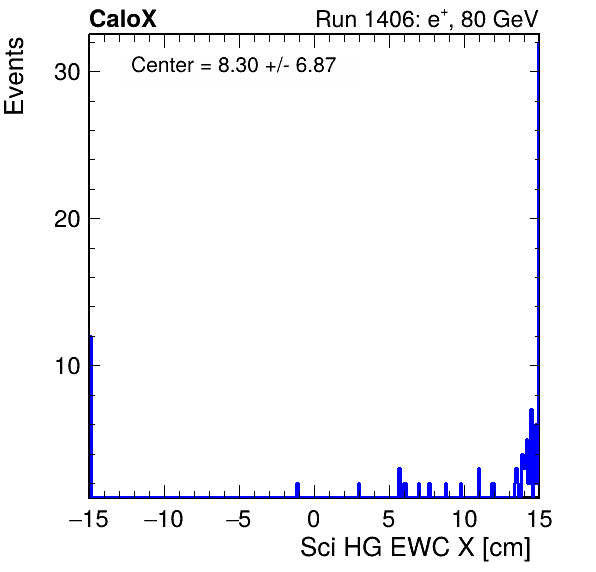 CaloX
Run 1406: e+, 80 GeV
Center = 8.30 +/- 6.87
Events
30
20
10
−15 −10 −5 0 5 10 15
Sci HG EWC X [cm]